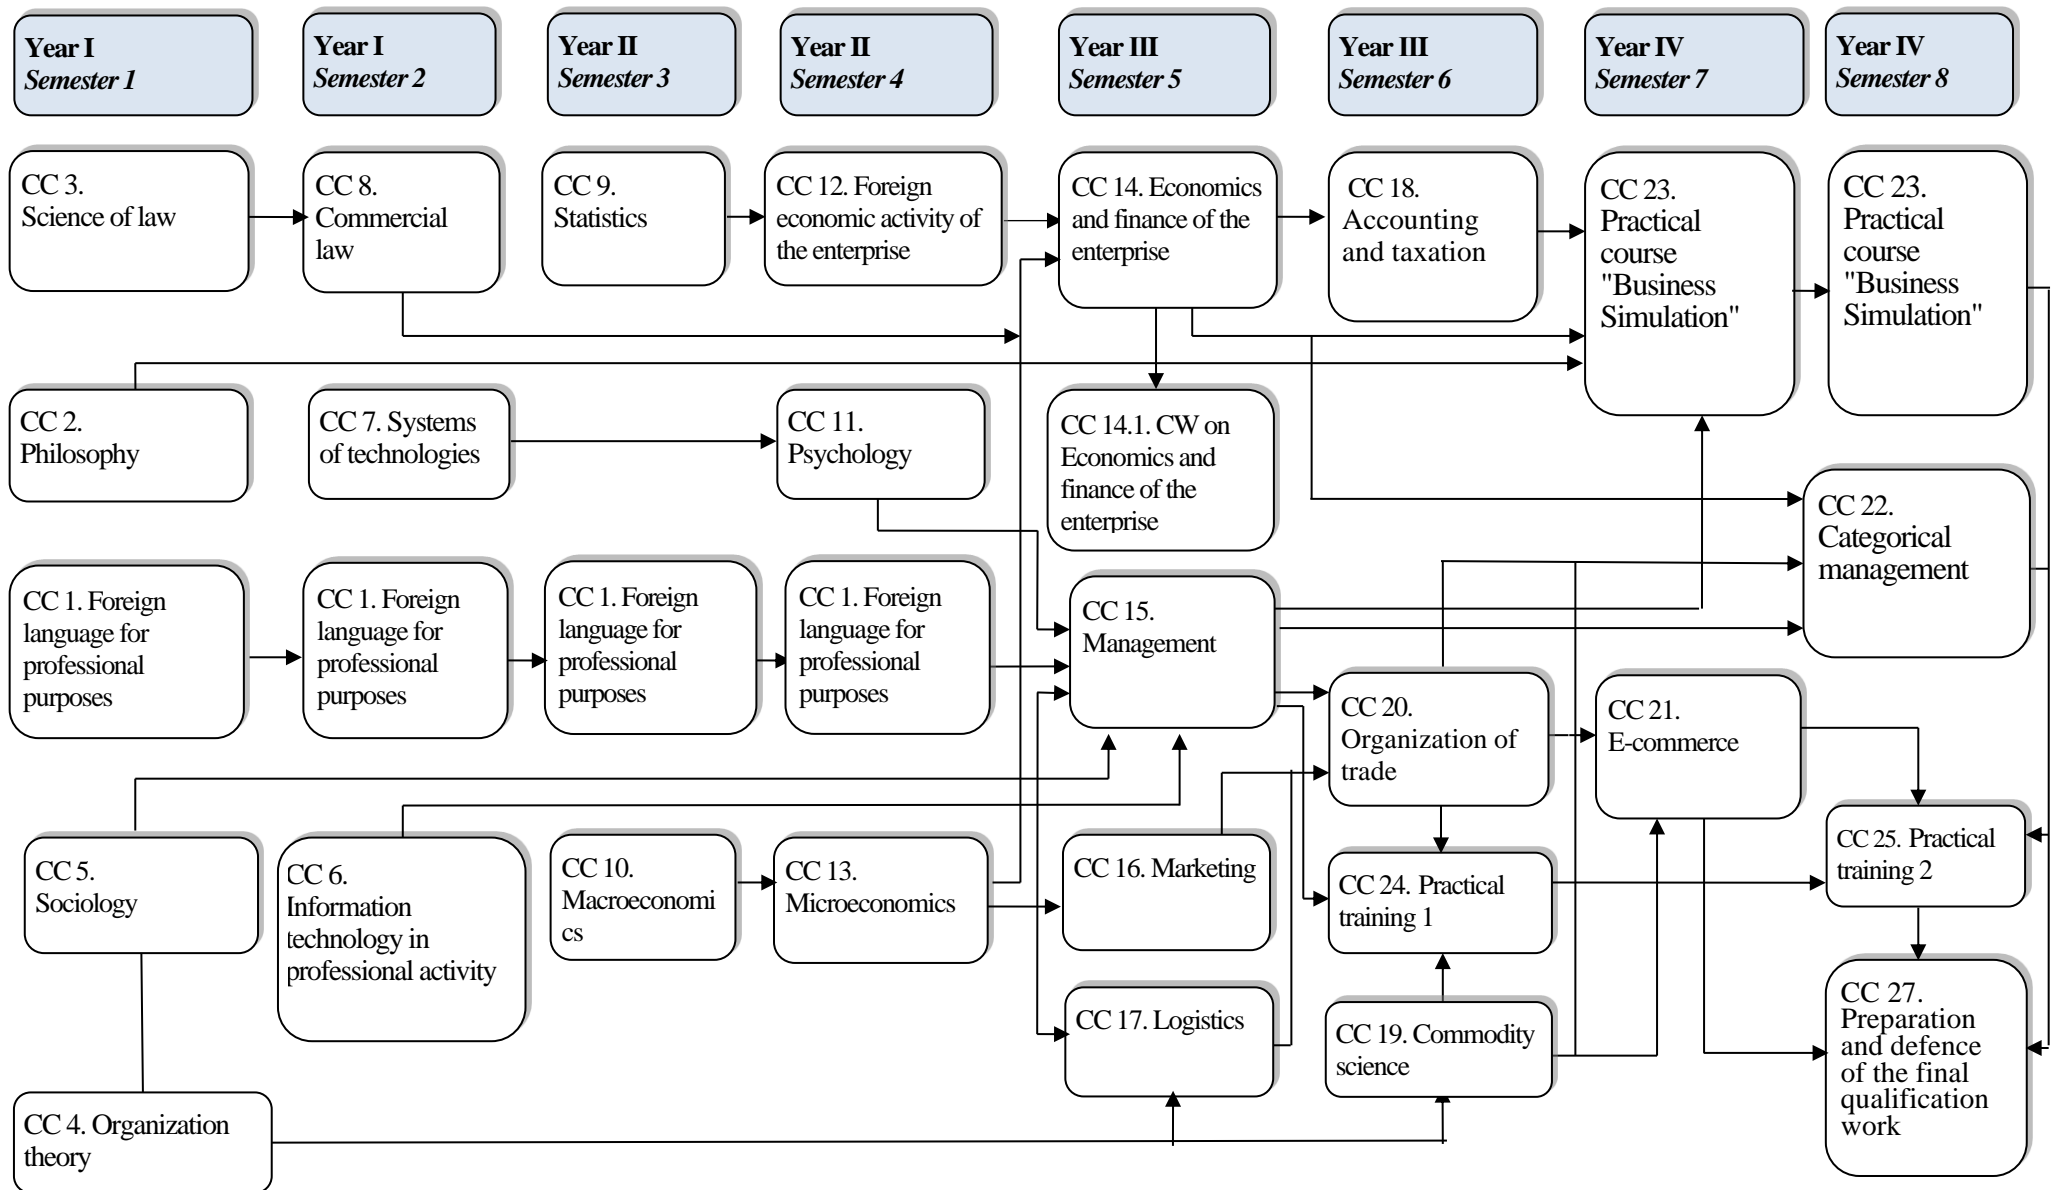 Year I
Semester 1
Year I
Semester 2
Year II
Semester 3
Year II
Semester 4
Year III
Semester 5
Year III
Semester 6
Year IV
Semester 7
Year IV
Semester 8
CC 3.
Science of law
CC 8.
Commercial
law
CC 9.
Statistics
CC 12. Foreign
economic activity of
the enterprise
CC 14. Economics
and finance of the
enterprise
CC 18.
Accounting
and taxation
CC 23.
Practical
course
"Business
Simulation"
CC 23.
Practical
course
"Business
Simulation"
CC 2.
Philosophy
CC 7. Systems
of technologies
CC 11.
Psychology
CC 14.1. CW on
Economics and
finance of the
enterprise
CC 22.
Categorical
management
CC 1. Foreign
language for
professional
purposes
CC 1. Foreign
language for
professional
purposes
CC 1. Foreign
language for
professional
purposes
CC 1. Foreign
language for
professional
purposes
CC 15.
Management
CC 20.
Organization of
trade
CC 21.
E-commerce
CC 5.
Sociology
CC 6.
Information
technology in
professional activity
CC 10.
Macroeconomi
cs
CC 13.
Microeconomics
CC 16. Marketing
CC 24. Practical
training 1
CC 25. Practical
training 2
CC 17. Logistics
CC 19. Commodity
science
CC 27.
Preparation
and defence
of the final
qualification
work
CC 4. Organization
theory